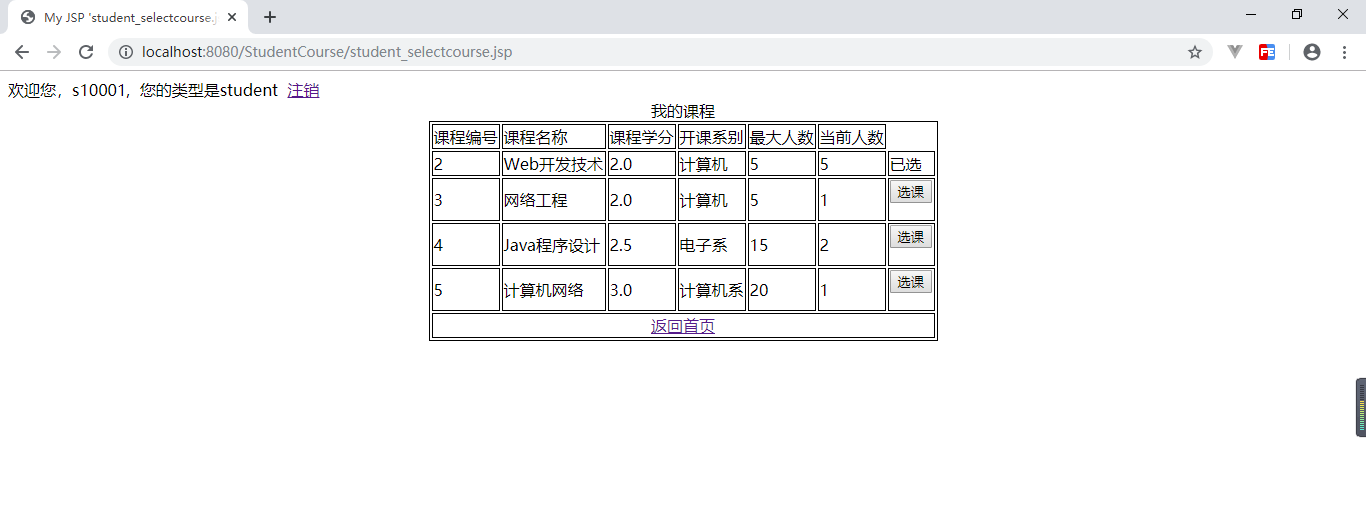 My JSP 'student_selectcourse.j
localhost:8080/StudentCourse/student_selectcourse.jsp
FE
欢迎您，s10001，您的类型是student 注销
我的课程
课程编号 课程名称 课程学分 开课系别 最大人数 当前人数
2 Web开发技术 2.0 计算机 5 5 已选
3 网络工程 2.0 计算机 5 1 选课
4 Java程序设计 2.5 电子系 15 2 选课
5 计算机网络 3.0 计算机系 20 1 选课
返回首页